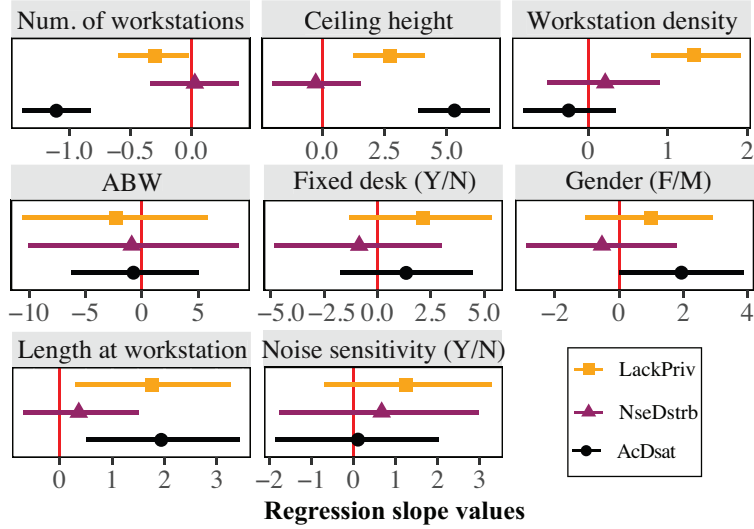 Num. of workstations
Ceiling height
Workstation density
−1.0 −0.5 0.0
0.0 2.5 5.0
0 1 2
ABW
Fixed desk (Y/N)
Gender (F/M)
−10 −5 0 5
−5.0 −2.5 0.0 2.5 5.0
−2 0 2 4
Length at workstation
Noise sensitivity (Y/N)
LackPriv
NseDstrb
AcDsat
0 1 2 3
−2 −1 0 1 2 3
Regression slope values